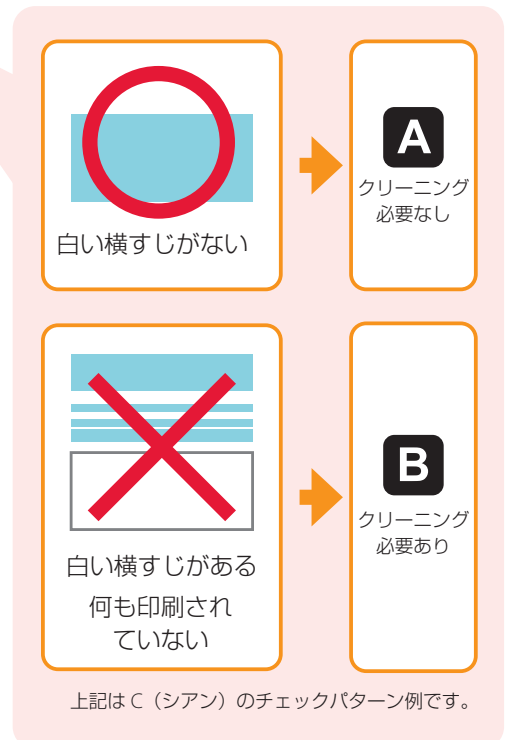 白い横すじがない
A
クリーニング
必要なし
白い横すじがある
何も印刷され
ていない
B
クリーニング
必要あり
上記は C（シアン）のチェックパターン例です。